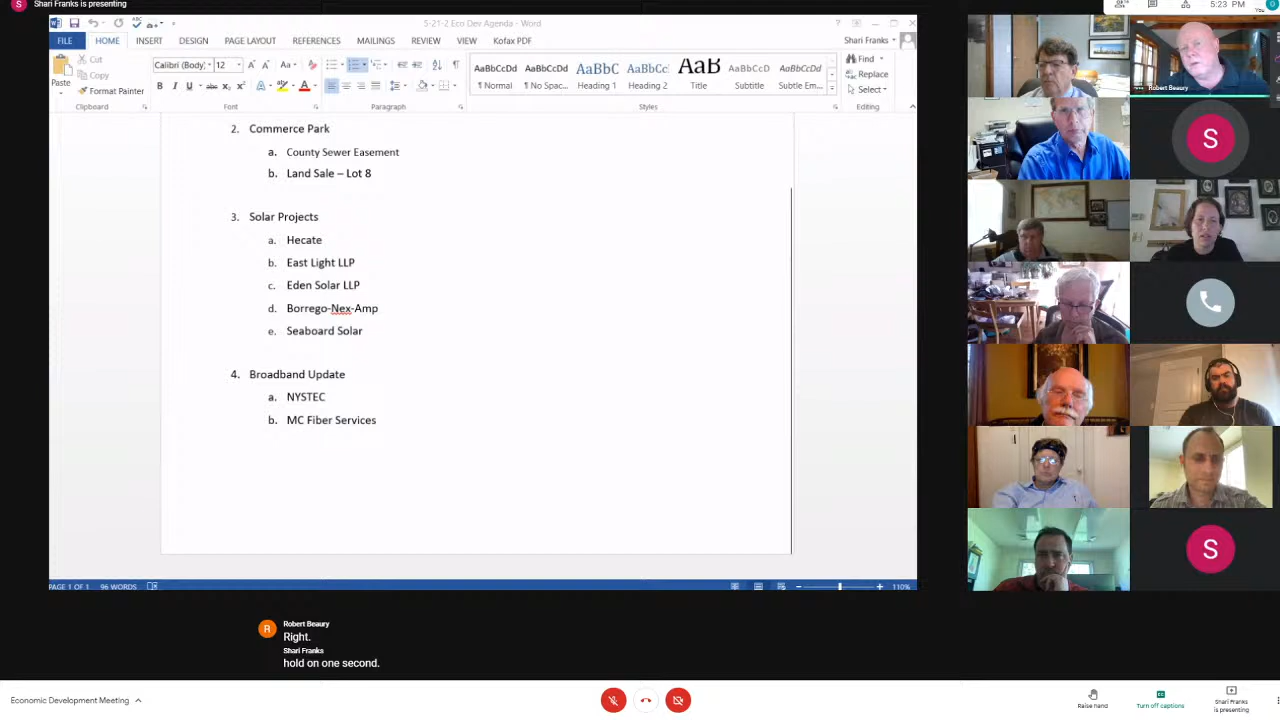 Shari Franks is presenting
5:23 PM
You
5-21-2 Eco Dev Agenda - Word
FILE HOME INSERT DESIGN PAGE LAYOUT REFERENCES MAILINGS REVIEW VIEW Kofax PDF
Shari Franks
Paste
Cut
Copy
Format Painter
Calibri (Body) 12
AaBbCcDd AaBbCcDd AaBbC AaBbCc AaB AaBbCcD AaBbCcDd
¶ Normal ¶ No Spac... Heading 1 Heading 2 Title Subtitle Subtle Em...
Find
Replace
Select
Clipboard Font Paragraph Styles Editing
2. Commerce Park
a. County Sewer Easement
b. Land Sale – Lot 8
3. Solar Projects
a. Hecate
b. East Light LLP
c. Eden Solar LLP
d. Borrego-Nex-Amp
e. Seaboard Solar
4. Broadband Update
a. NYSTEC
b. MC Fiber Services
PAGE 1 OF 1 96 WORDS
110%
Robert Beaury
S
S
R
Robert Beaury
Right.
Shari Franks
hold on one second.
Economic Development Meeting
Raise hand
Turn off captions
Shari Franks
is presenting